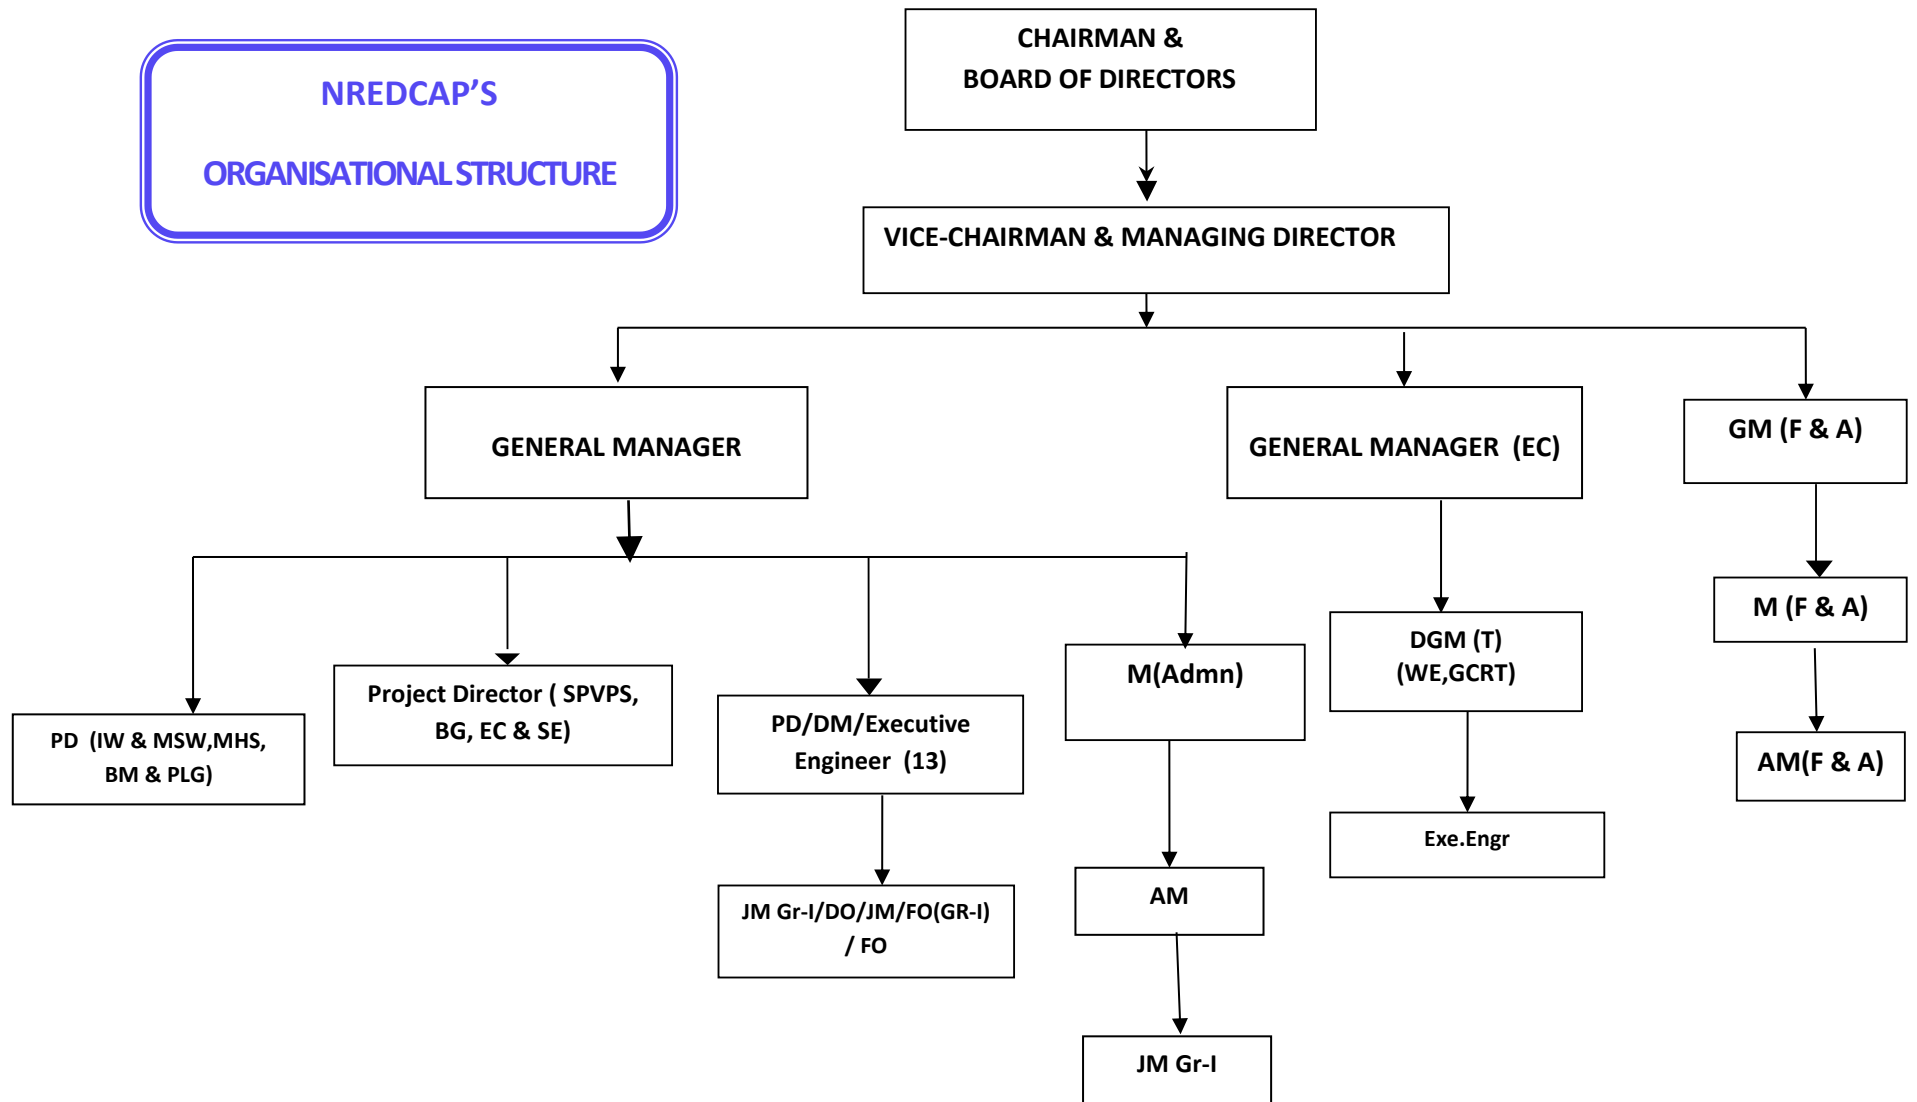 CHAIRMAN &
BOARD OF DIRECTORS
NREDCAP’S
ORGANISATIONAL STRUCTURE
VICE-CHAIRMAN & MANAGING DIRECTOR
GENERAL MANAGER
GENERAL MANAGER (EC)
GM (F & A)
PD (IW & MSW,MHS,
BM & PLG)
Project Director ( SPVPS,
BG, EC & SE)
PD/DM/Executive
Engineer (13)
M(Admn)
DGM (T)
(WE,GCRT)
M (F & A)
AM(F & A)
JM Gr-I/DO/JM/FO(GR-I)
/ FO
AM
Exe.Engr
JM Gr-I